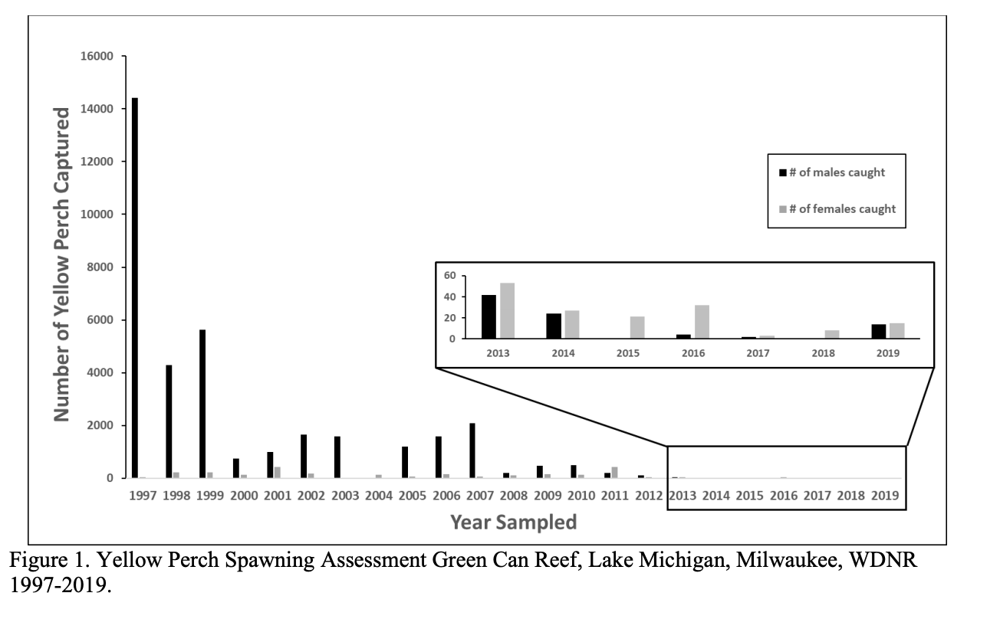 16000
14000
12000
10000
8000
6000
4000
2000
0
Number of Yellow Perch Captured
# of males caught
# of females caught
60
40
20
0
2013 2014 2015 2016 2017 2018 2019
1997 1998 1999 2000 2001 2002 2003 2004 2005 2006 2007 2008 2009 2010 2011 2012 2013 2014 2015 2016 2017 2018 2019
Year Sampled
Figure 1. Yellow Perch Spawning Assessment Green Can Reef, Lake Michigan, Milwaukee, WDNR
1997-2019.